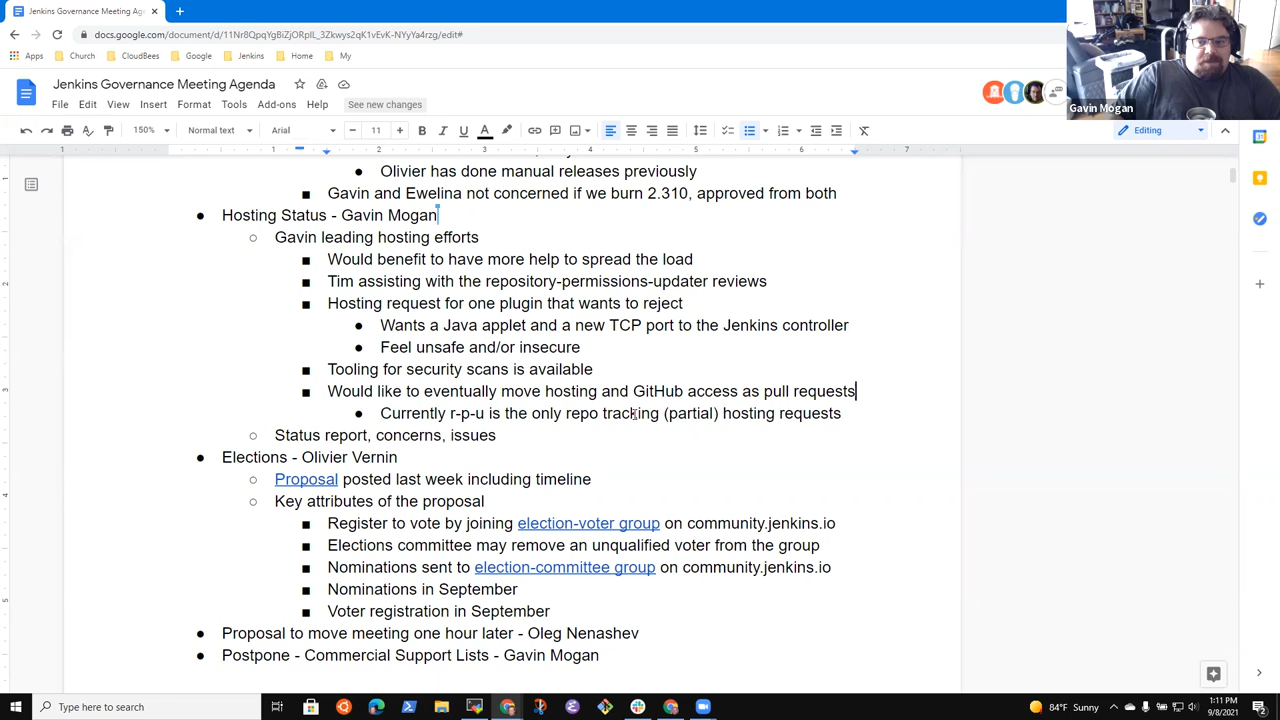 Jenkins Governance Meeting Age
docs.google.com/document/d/11Nr8QpqYgBiZjORpIL_3Zkwys2qK1vEvK-NYyYa4rzg/edit#
Apps Church CloudBees Google Jenkins Home My
Gavin Mogan
Jenkins Governance Meeting Agenda
File Edit View Insert Format Tools Add-ons Help See new changes
150% Normal text Arial 11 Editing
1 1 2 3 4 5 6 7
Olivier has done manual releases previously
Gavin and Ewelina not concerned if we burn 2.310, approved from both
Hosting Status - Gavin Mogan
Gavin leading hosting efforts
Would benefit to have more help to spread the load
Tim assisting with the repository-permissions-updater reviews
Hosting request for one plugin that wants to reject
Wants a Java applet and a new TCP port to the Jenkins controller
Feel unsafe and/or insecure
Tooling for security scans is available
Would like to eventually move hosting and GitHub access as pull requests
Currently r-p-u is the only repo tracking (partial) hosting requests
Status report, concerns, issues
Elections - Olivier Vernin
Proposal posted last week including timeline
Key attributes of the proposal
Register to vote by joining election-voter group on community.jenkins.io
Elections committee may remove an unqualified voter from the group
Nominations sent to election-committee group on community.jenkins.io
Nominations in September
Voter registration in September
Proposal to move meeting one hour later - Oleg Nenashev
Postpone - Commercial Support Lists - Gavin Mogan
Type here to search
84°F Sunny
1:11 PM
9/8/2021